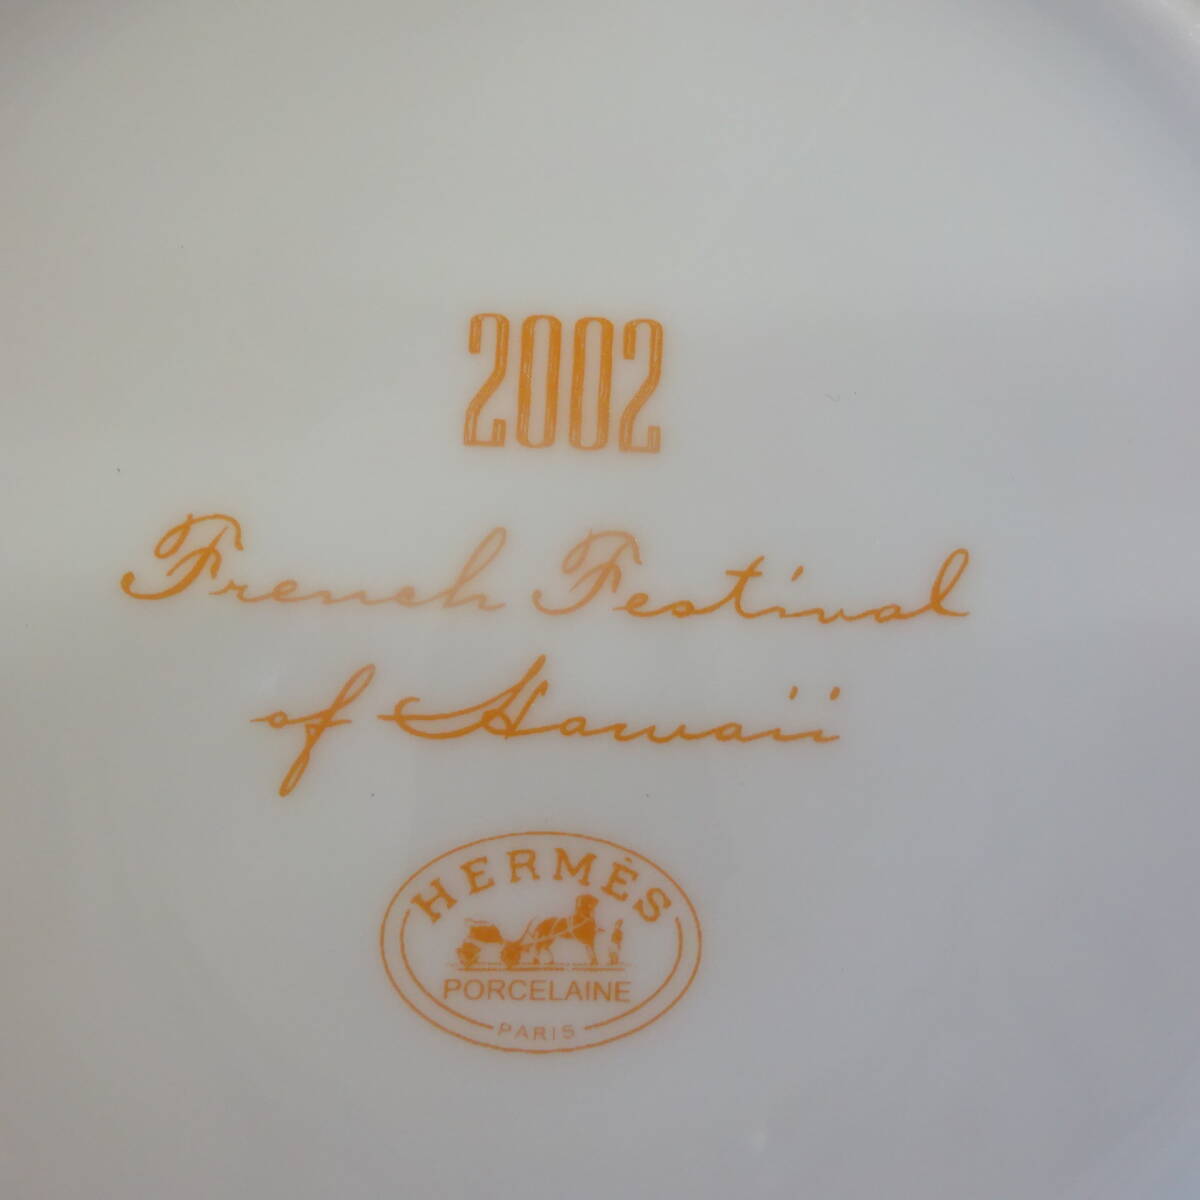 2002
French Festival
of Hawaii
HERMÈS
PORCELAINE
PARIS